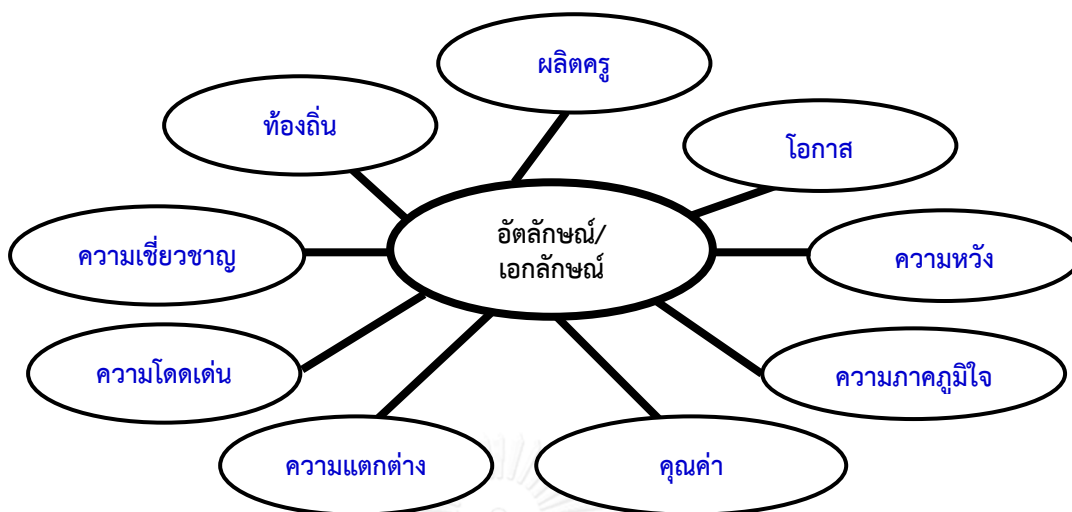 ผลิตครู
ท้องถิ่น
โอกาส
อัตลักษณ์/
เอกลักษณ์
ความเชี่ยวชาญ
ความหวัง
ความโดดเด่น
ความภาคภูมิใจ
ความแตกต่าง
คุณค่า